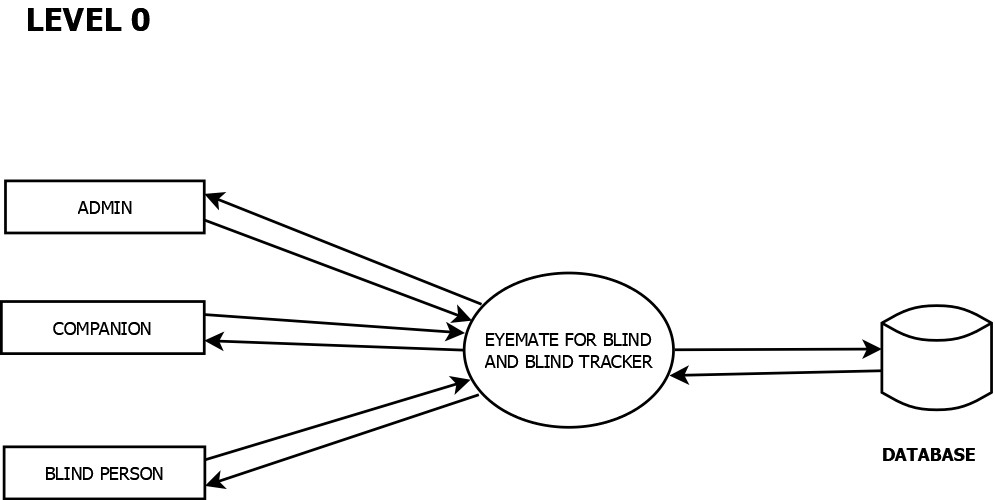 LEVEL 0
ADMIN
COMPANION
EYEMATE FOR BLIND
AND BLIND TRACKER
BLIND PERSON
DATABASE